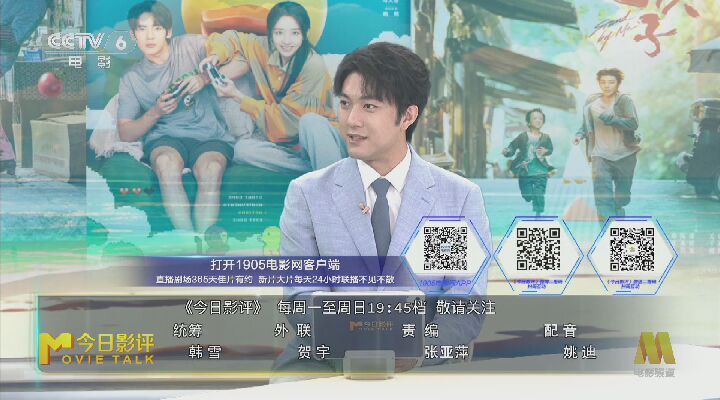 CCTV 6
电影
子
打开1905电影网客户端
直播剧场365天佳片有约 新片大片每天24小时联播不见不散
《今日影评》 每周一至周日19:45档 敬请关注
统筹 外联 责编 配音
韩雪 贺宇 张亚萍 姚迪
今日影评
MOVIE TALK
电影频道